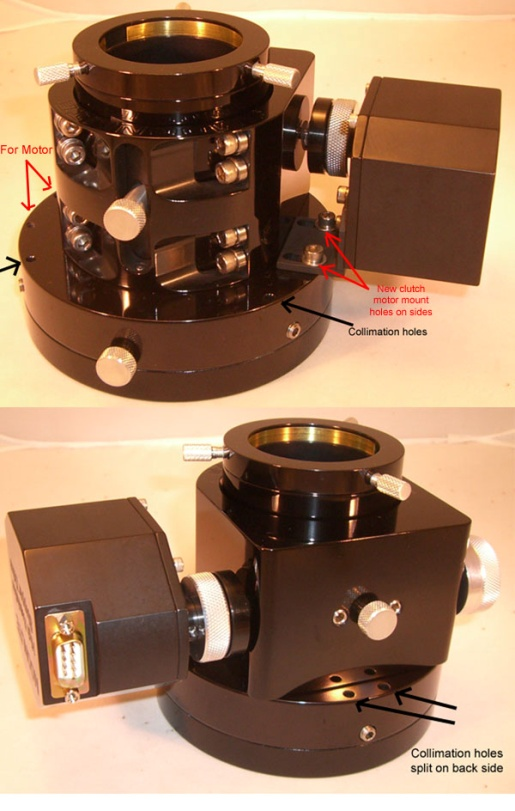 For Motor
New clutch
motor mount
holes on sides
Collimation holes
Collimation holes
split on back side